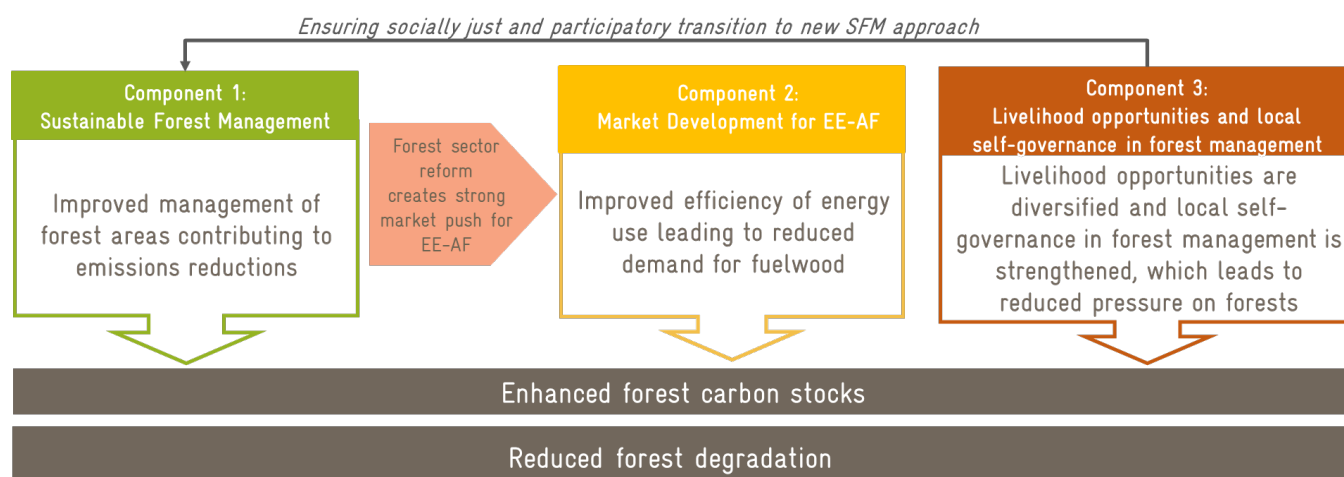 Ensuring socially just and participatory transition to new SFM approach
Component 1:
Sustainable Forest Management
Improved management of
forest areas contributing to
emissions reductions
Forest sector
reform
creates strong
market push for
EE-AF
Component 2:
Market Development for EE-AF
Improved efficiency of energy
use leading to reduced
demand for fuelwood
Component 3:
Livelihood opportunities and local
self-governance in forest management
Livelihood opportunities are
diversified and local self-
governance in forest management is
strengthened, which leads to
reduced pressure on forests
Enhanced forest carbon stocks
Reduced forest degradation